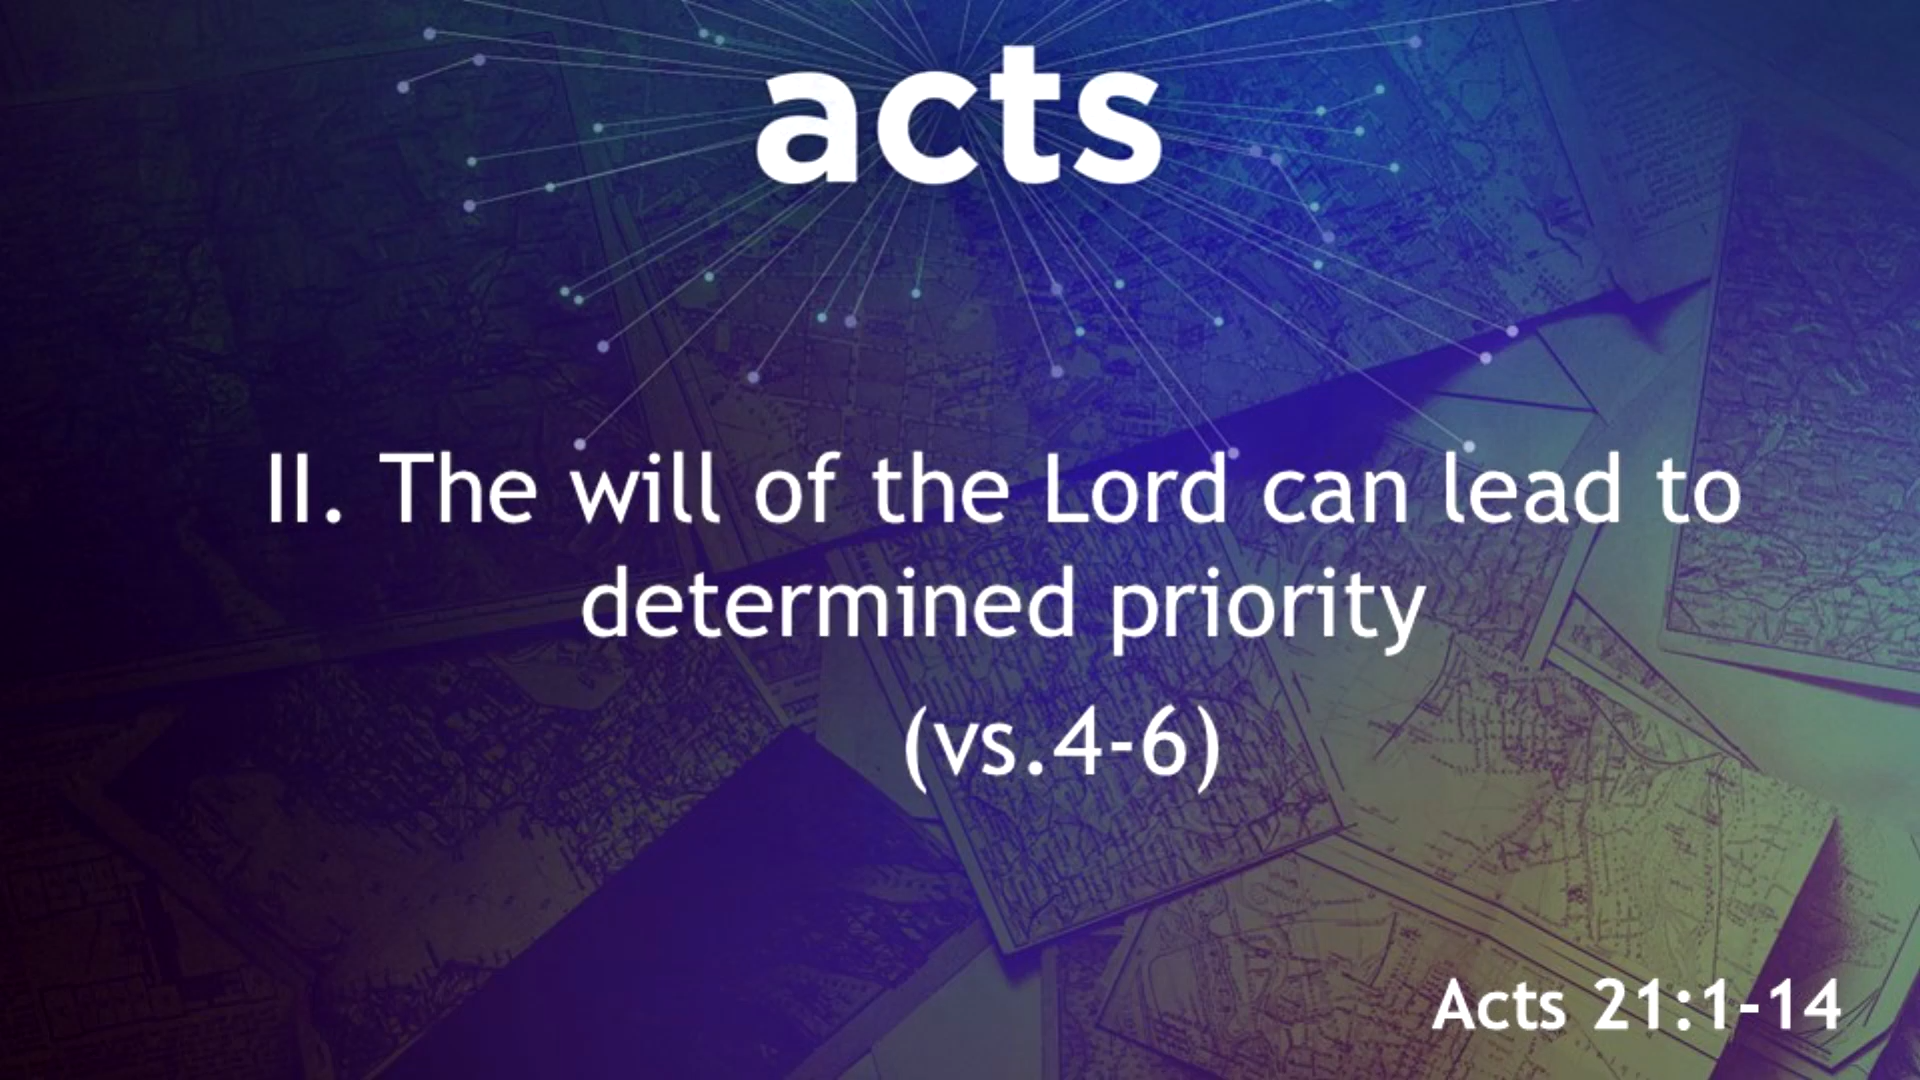 acts
II. The will of the Lord can lead to
determined priority
(vs.4-6)
Acts 21:1-14